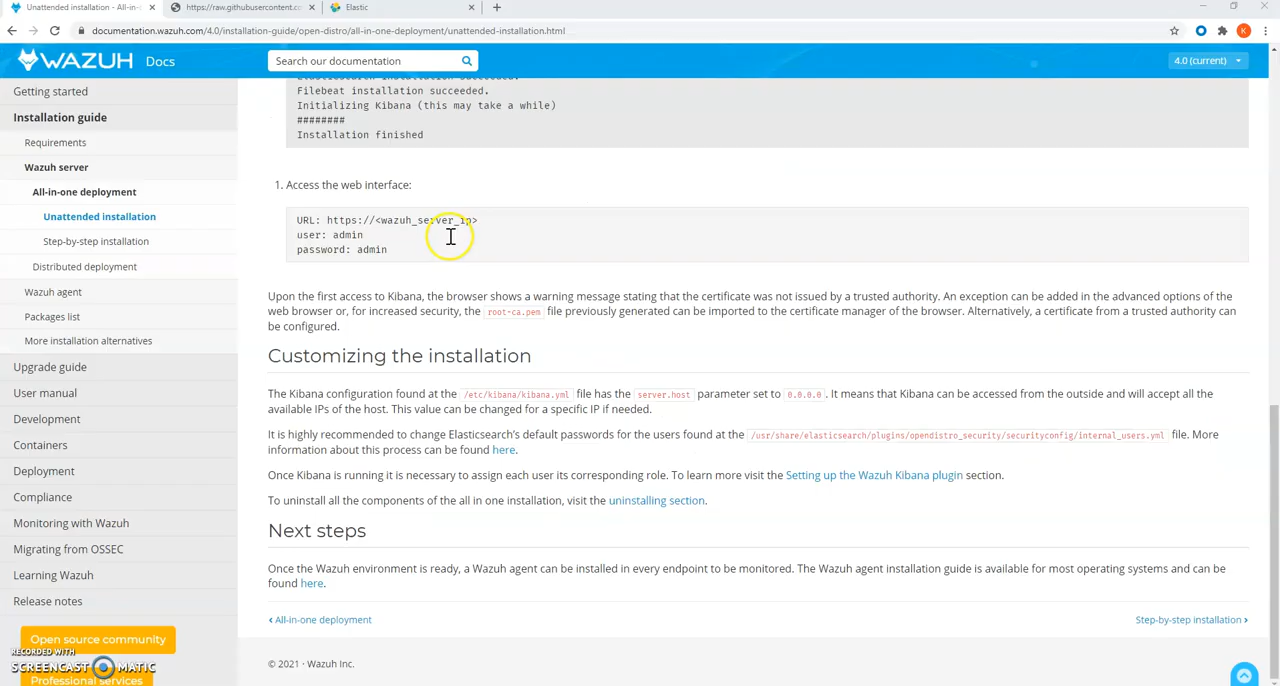 Unattended installation - All-in-
https://raw.githubusercontent.co
Elastic
documentation.wazuh.com/4.0/installation-guide/open-distro/all-in-one-deployment/unattended-installation.html
K
WAZUH Docs
Search our documentation
4.0 (current)
Getting started
Installation guide
Requirements
Wazuh server
All-in-one deployment
Unattended installation
Step-by-step installation
Distributed deployment
Wazuh agent
Packages list
More installation alternatives
Upgrade guide
User manual
Development
Containers
Deployment
Compliance
Monitoring with Wazuh
Migrating from OSSEC
Learning Wazuh
Release notes
Open source community
Professional services
RECORDED WITH
SCREENCAST MATIC
Elasticsearch installation succeeded.
Filebeat installation succeeded.
Initializing Kibana (this may take a while)
########
Installation finished
1. Access the web interface:
URL: https://<wazuh_server_ip>
user: admin
password: admin
Upon the first access to Kibana, the browser shows a warning message stating that the certificate was not issued by a trusted authority. An exception can be added in the advanced options of the
web browser or, for increased security, the root-ca.pem file previously generated can be imported to the certificate manager of the browser. Alternatively, a certificate from a trusted authority can
be configured.
Customizing the installation
The Kibana configuration found at the /etc/kibana/kibana.yml file has the server.host parameter set to 0.0.0.0. It means that Kibana can be accessed from the outside and will accept all the
available IPs of the host. This value can be changed for a specific IP if needed.
It is highly recommended to change Elasticsearch's default passwords for the users found at the /usr/share/elasticsearch/plugins/opendistro_security/securityconfig/internal_users.yml file. More
information about this process can be found here.
Once Kibana is running it is necessary to assign each user its corresponding role. To learn more visit the Setting up the Wazuh Kibana plugin section.
To uninstall all the components of the all in one installation, visit the uninstalling section.
Next steps
Once the Wazuh environment is ready, a Wazuh agent can be installed in every endpoint to be monitored. The Wazuh agent installation guide is available for most operating systems and can be
found here.
‹ All-in-one deployment
Step-by-step installation ›
© 2021 · Wazuh Inc.